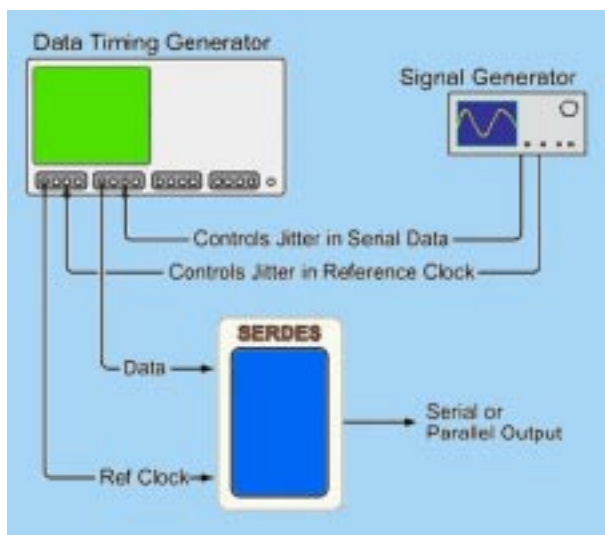 Data Timing Generator
Signal Generator
Controls Jitter in Serial Data
Controls Jitter in Reference Clock
SERDES
Data
Serial or
Parallel Output
Ref Clock